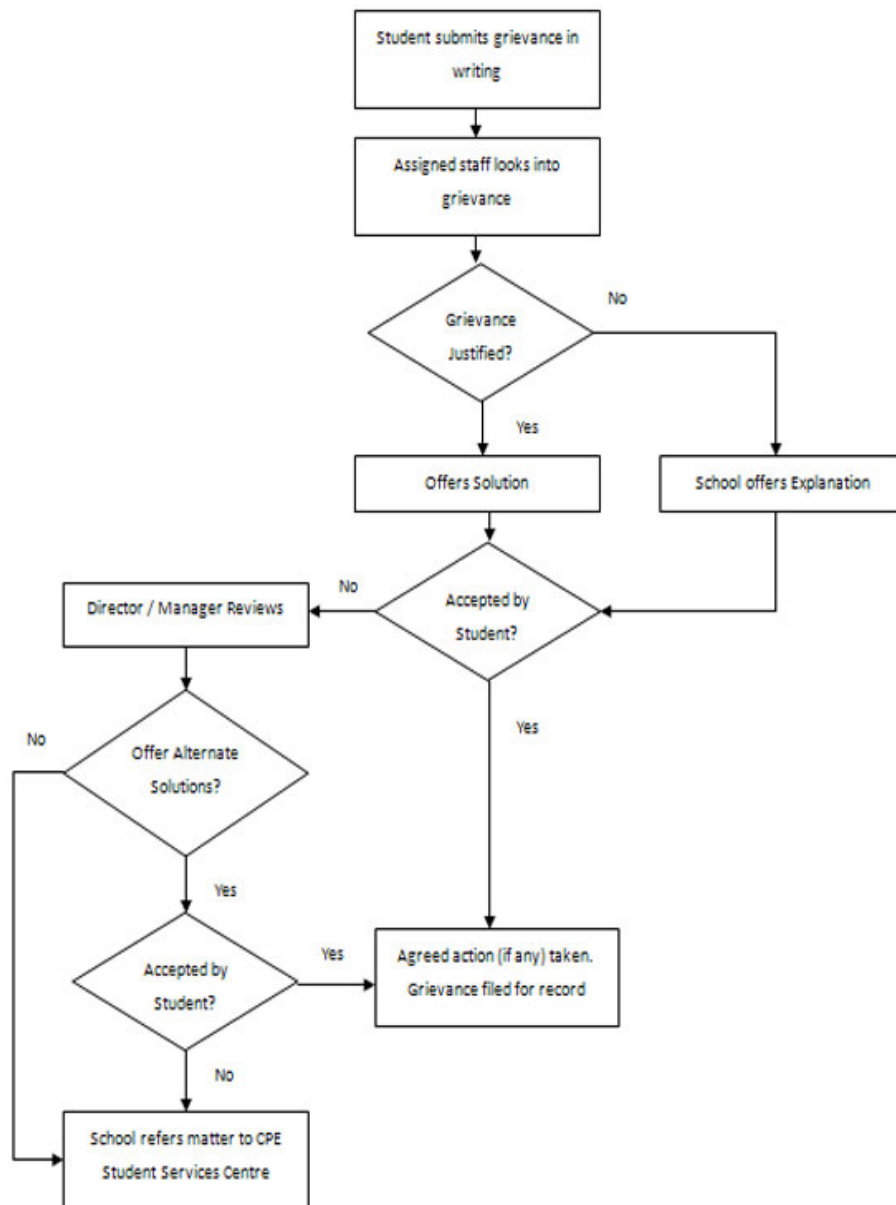 Student submits grievance in
writing
Assigned staff looks into
grievance
No
Grievance
Justified?
Yes
Offers Solution
School offers Explanation
No
Director / Manager Reviews
Accepted by
Student?
Yes
No
Offer Alternate
Solutions?
Yes
Yes
Agreed action (if any) taken.
Grievance filed for record
Accepted by
Student?
No
School refers matter to CPE
Student Services Centre